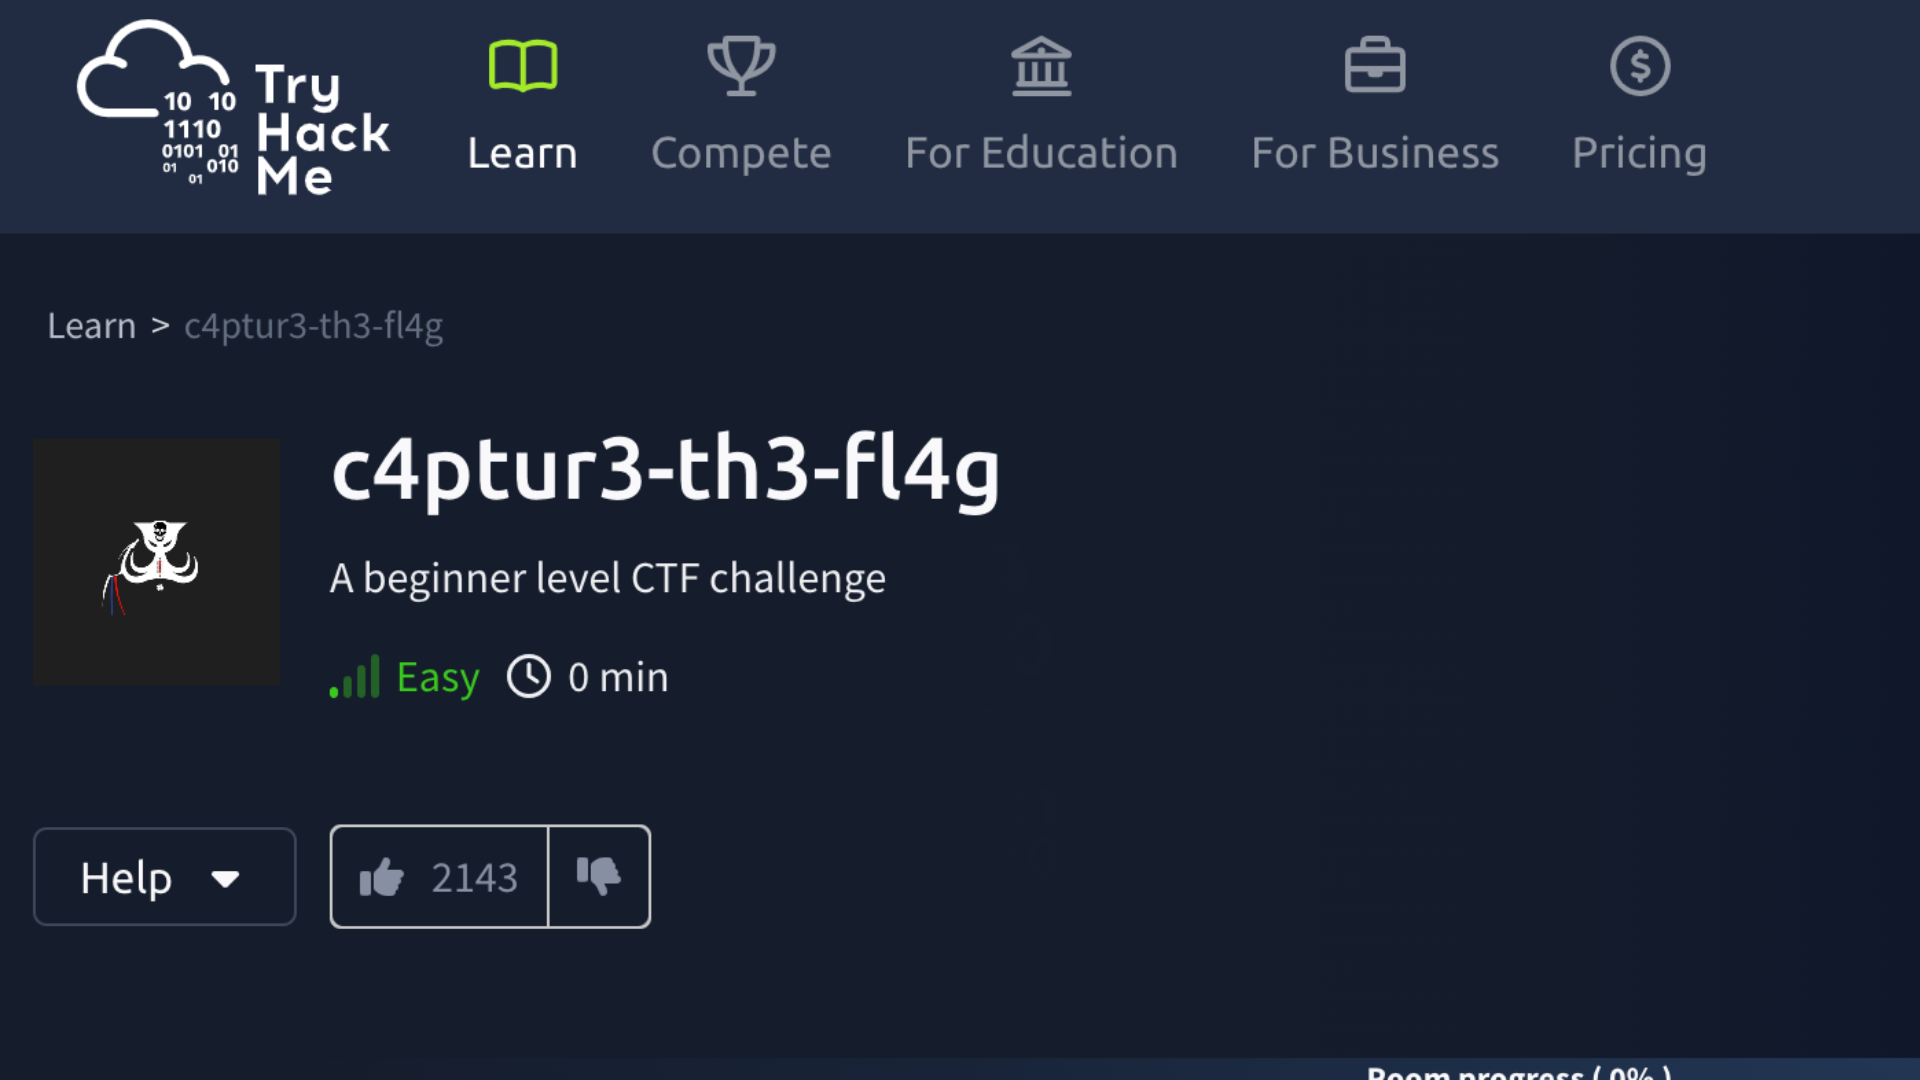 10 10
1110
0101 01
01 010
01
Try
Hack
Me
Learn
Compete
For Education
For Business
Pricing
Learn > c4ptur3-th3-fl4g
c4ptur3-th3-fl4g
A beginner level CTF challenge
Easy
0 min
Help
2143
Room progress ( 0% )